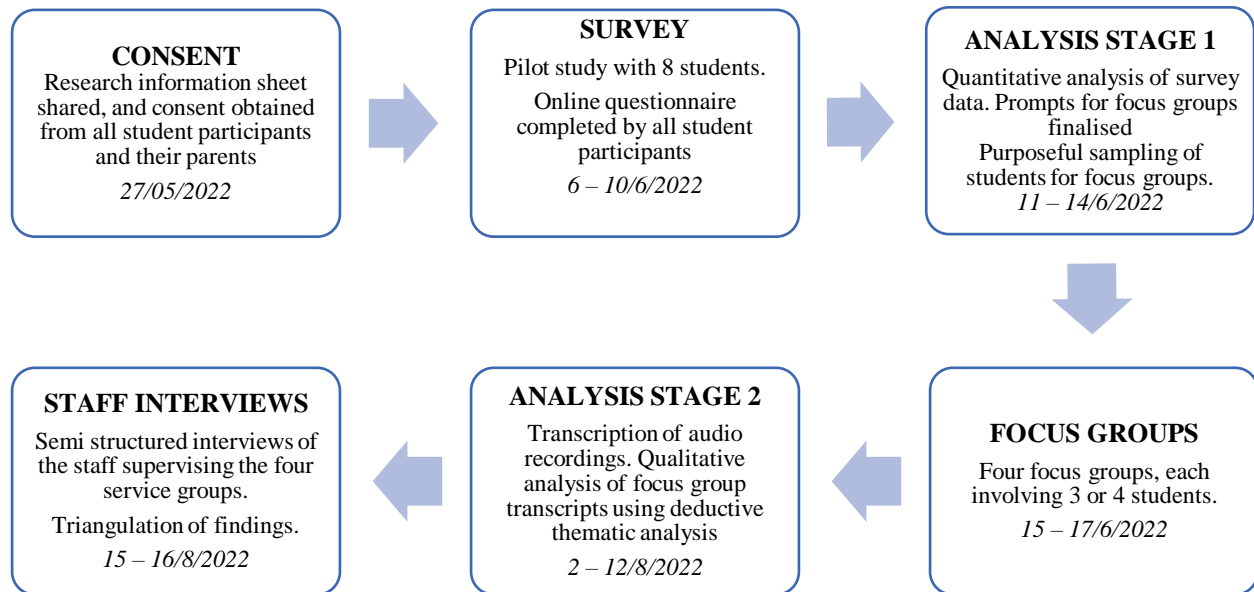 CONSENT
Research information sheet
shared, and consent obtained
from all student participants
and their parents
27/05/2022
SURVEY
Pilot study with 8 students.
Online questionnaire
completed by all student
participants
6 – 10/6/2022
ANALYSIS STAGE 1
Quantitative analysis of survey
data. Prompts for focus groups
finalised
Purposeful sampling of
students for focus groups.
11 – 14/6/2022
FOCUS GROUPS
Four focus groups, each
involving 3 or 4 students.
15 – 17/6/2022
ANALYSIS STAGE 2
Transcription of audio
recordings. Qualitative
analysis of focus group
transcripts using deductive
thematic analysis
2 – 12/8/2022
STAFF INTERVIEWS
Semi structured interviews of
the staff supervising the four
service groups.
Triangulation of findings.
15 – 16/8/2022